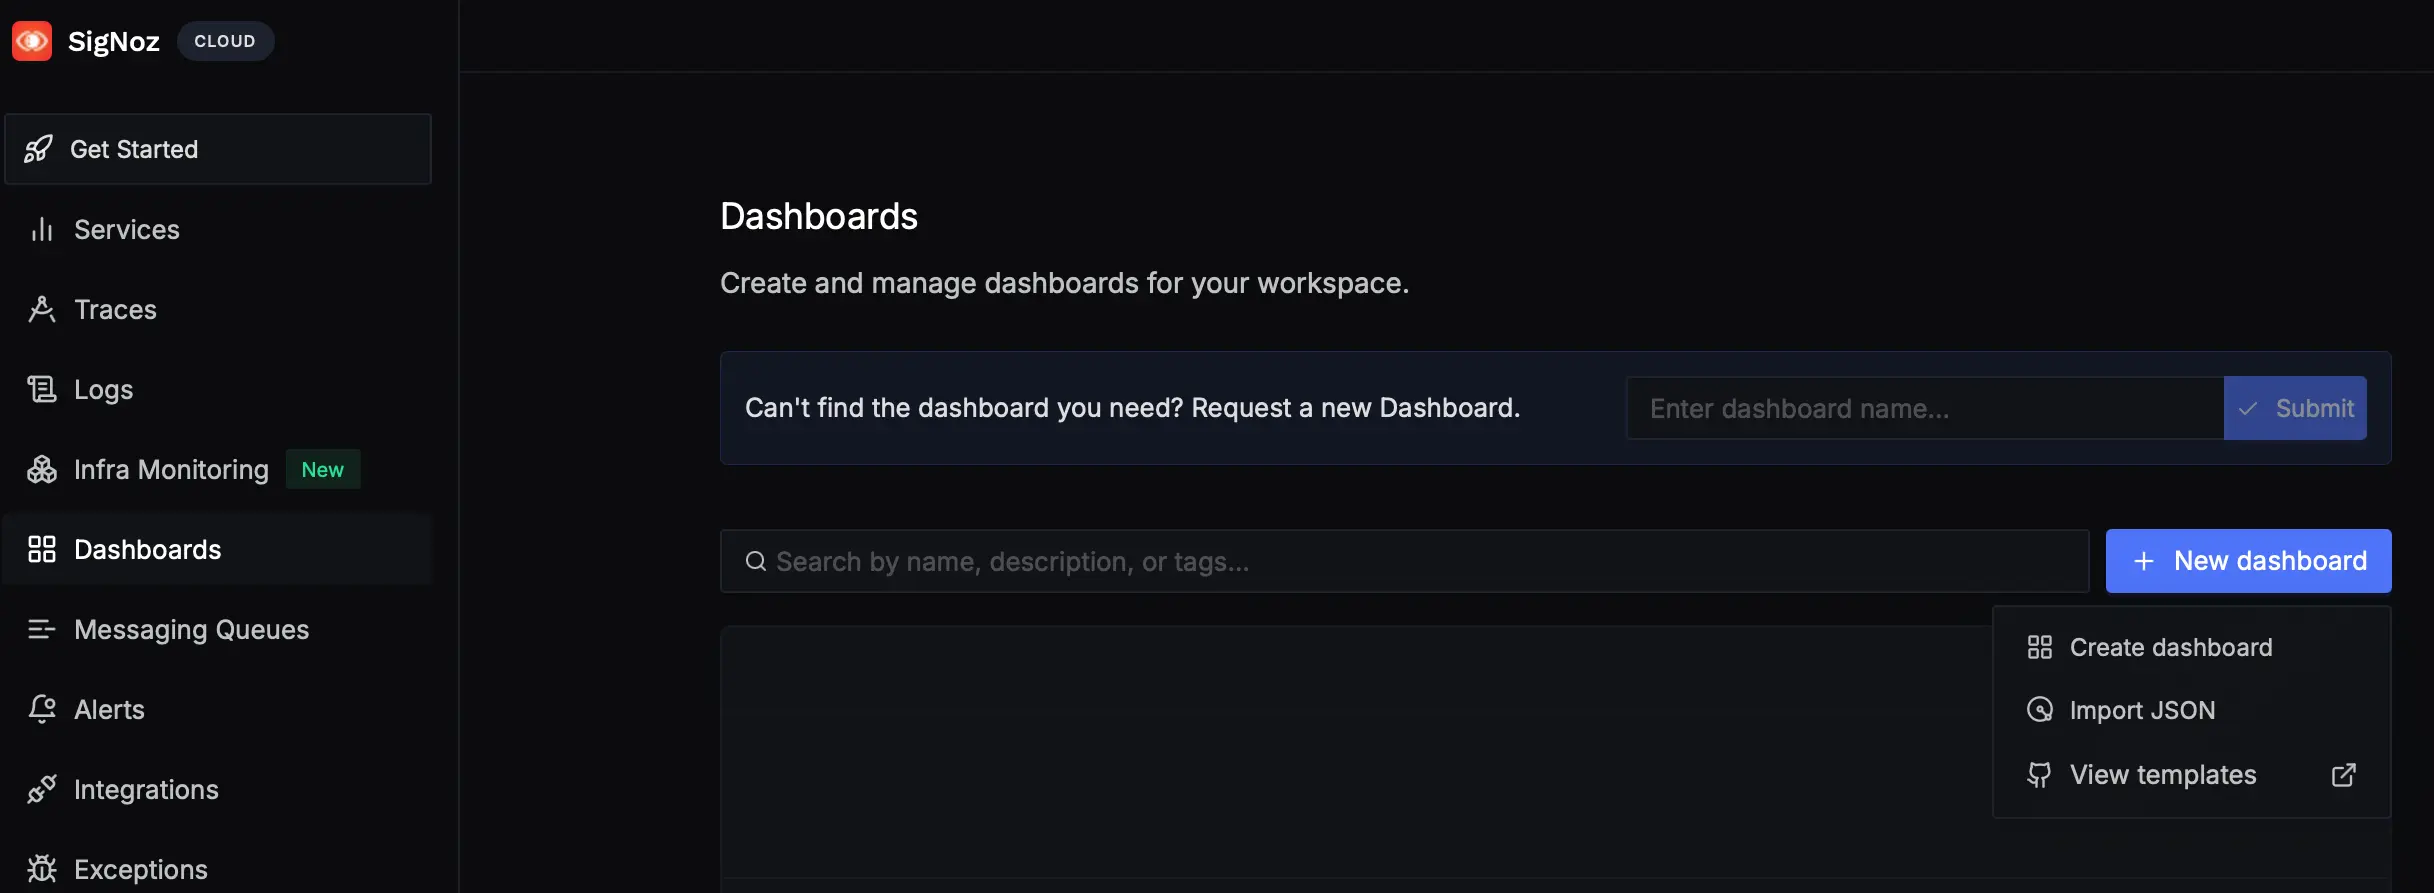 SigNoz CLOUD
Get Started
Services
Traces
Logs
Infra Monitoring New
Dashboards
Messaging Queues
Alerts
Integrations
Exceptions
Dashboards
Create and manage dashboards for your workspace.
Can't find the dashboard you need? Request a new Dashboard.
Enter dashboard name...
Submit
Search by name, description, or tags...
New dashboard
Create dashboard
Import JSON
View templates